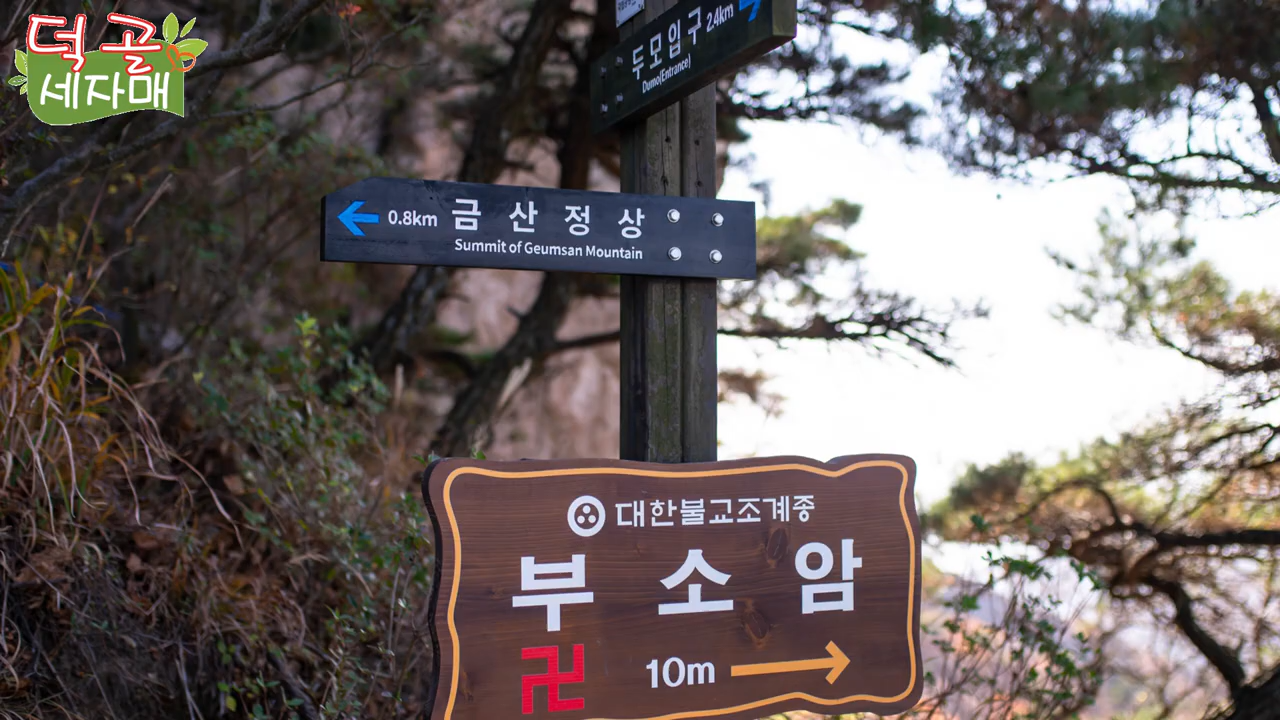 덕골
세자매
두모입구 2.4km
Dumo(Entrance)
0.8km 금산정상
Summit of Geumsan Mountain
대한불교조계종
부소암
卍 10m